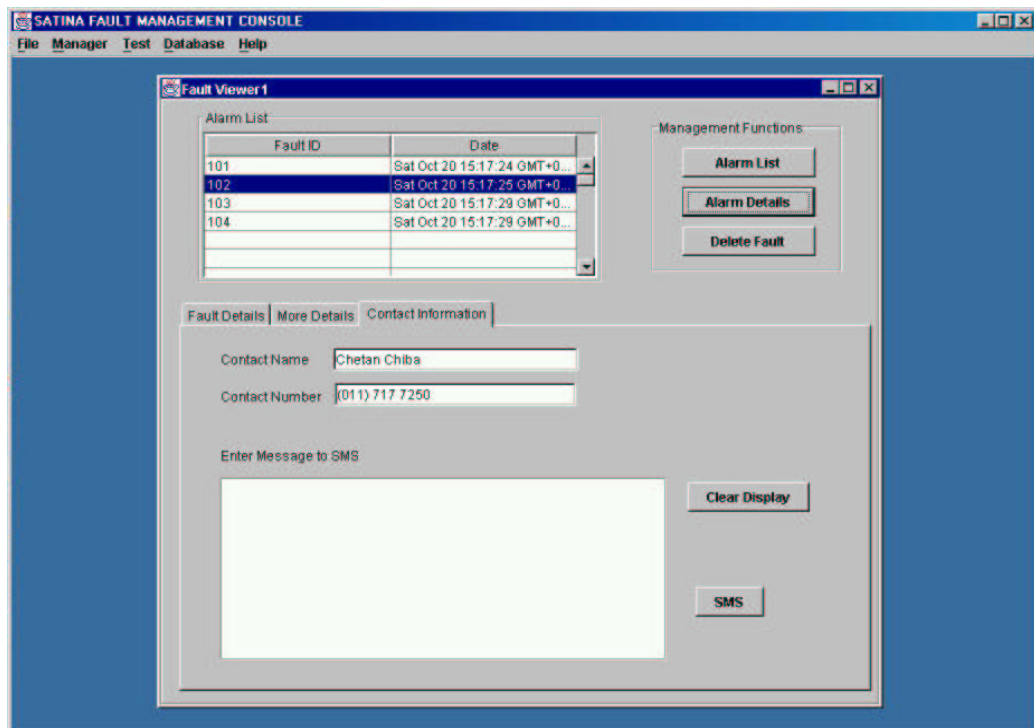 SATINA FAULT MANAGEMENT CONSOLE
File Manager Test Database Help
Fault Viewer1
Alarm List
Fault ID Date
101 Sat Oct 20 15:17:24 GMT+0...
102 Sat Oct 20 15:17:25 GMT+0...
103 Sat Oct 20 15:17:29 GMT+0...
104 Sat Oct 20 15:17:29 GMT+0...
Management Functions
Alarm List
Alarm Details
Delete Fault
Fault Details More Details Contact Information
Contact Name Chetan Chiba
Contact Number (011) 717 7250
Enter Message to SMS
Clear Display
SMS